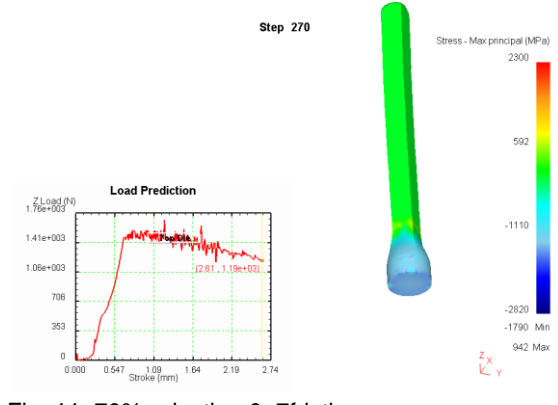 Step 270
Stress - Max principal (MPa)
2300
592
-1110
-2820
-1790 Min
942 Max
Z X
Y
Load Prediction
Z Load (N)
1.76e+003
1.41e+003
1.06e+003
706
353
0
Top Die
(2.61 , 1.19e+03)
0.000 0.547 1.09 1.64 2.19 2.74
Stroke (mm)